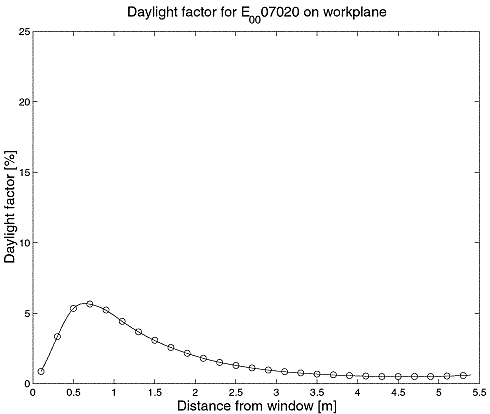 Daylight factor for E0007020 on workplane
25
20
15
10
5
0
Daylight factor [%]
0 0.5 1 1.5 2 2.5 3 3.5 4 4.5 5 5.5
Distance from window [m]